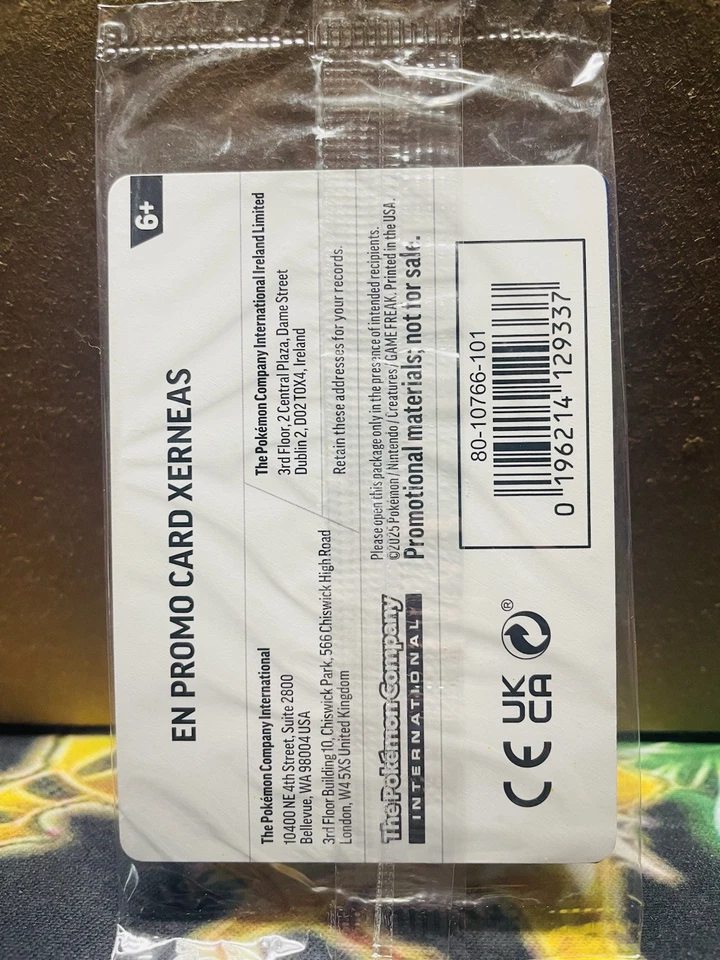 6+
EN PROMO CARD XERNEAS
The Pokémon Company International
10400 NE 4th Street, Suite 2800
Bellevue, WA 98004 USA
3rd Floor Building 10, Chiswick Park, 566 Chiswick High Road
London, W4 5XS United Kingdom
The Pokémon Company International Ireland Limited
3rd Floor, 2 Central Plaza, Dame Street
Dublin 2, D02 T0X4, Ireland
Retain these addresses for your records.
The Pokémon Company
INTERNATIONAL
Please open this package only in the presence of intended recipients.
©2025 Pokémon / Nintendo / Creatures / GAME FREAK. Printed in the USA.
Promotional materials; not for sale.
CE
UK
CA
®
80-10766-101
0 196214 129337